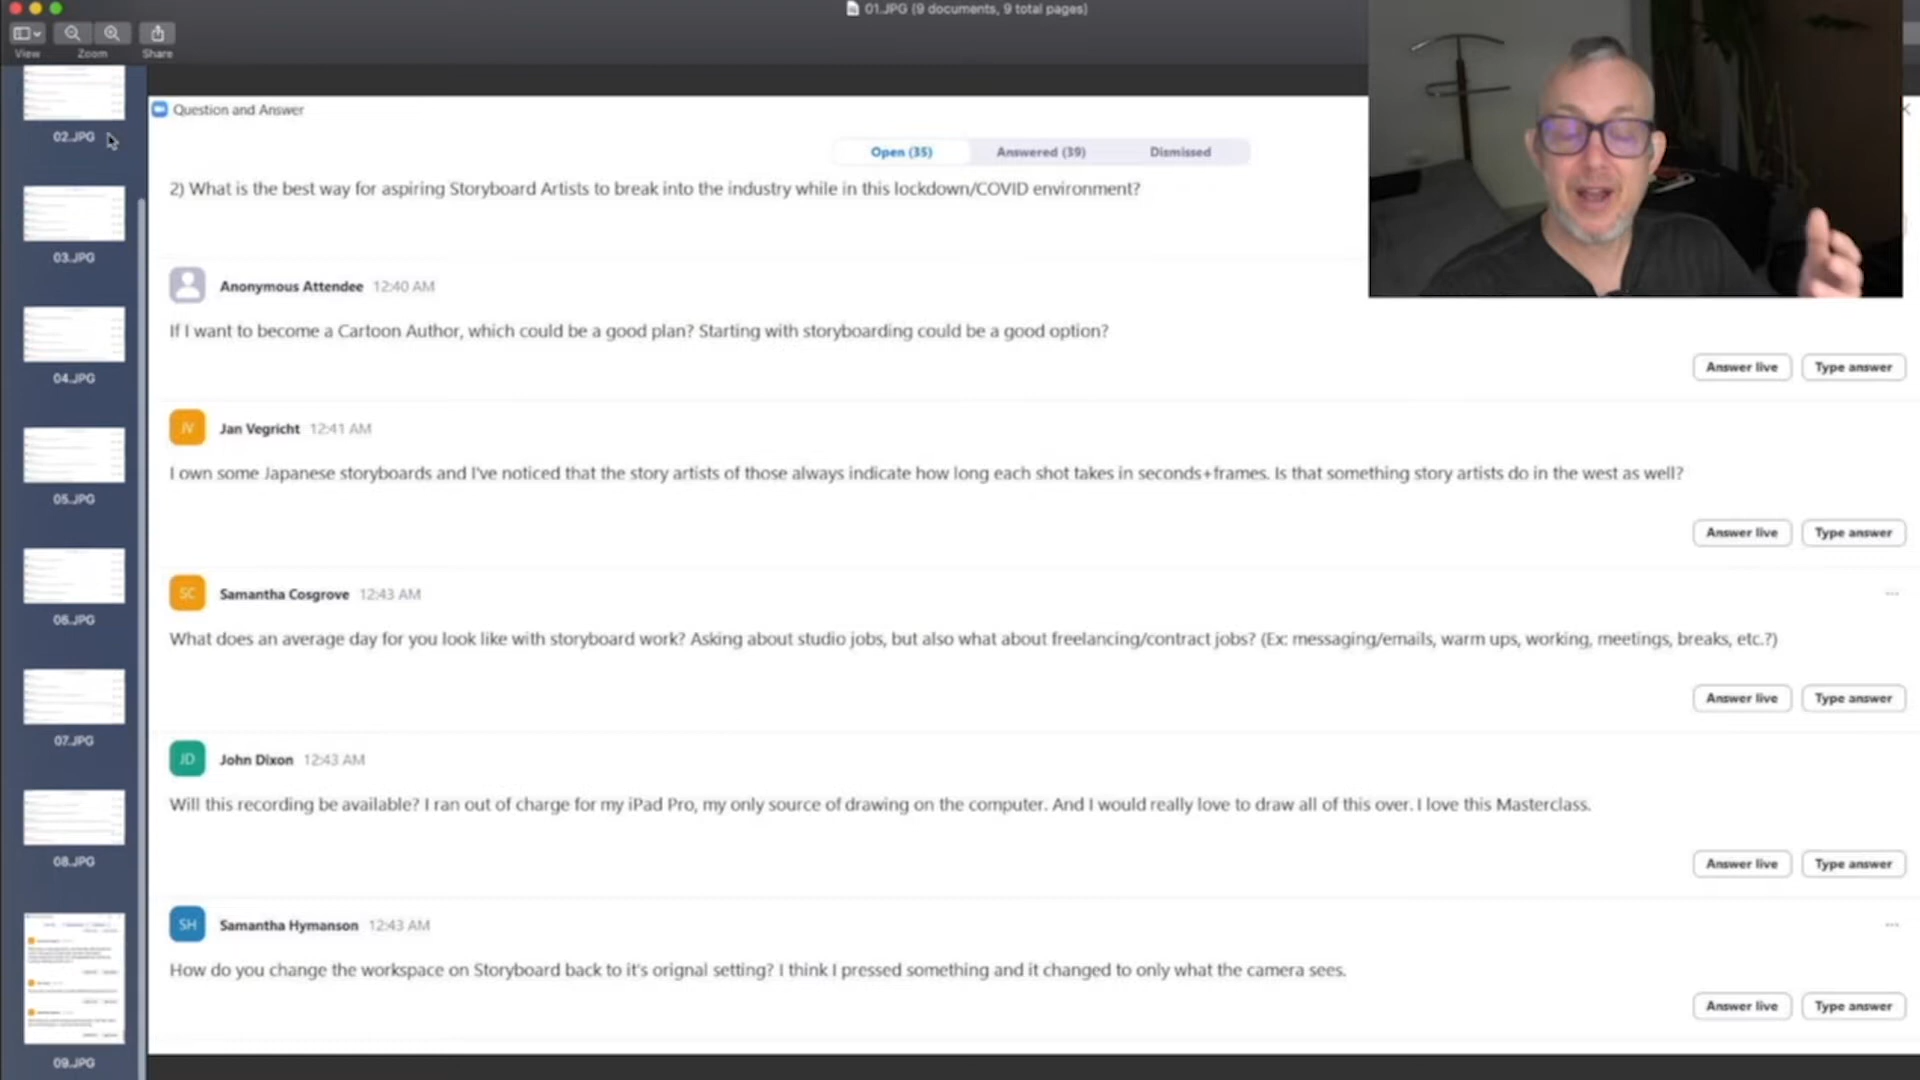 01.JPG (9 documents, 9 total pages)
View
Zoom
Share
02.JPG
03.JPG
04.JPG
05.JPG
06.JPG
07.JPG
08.JPG
09.JPG
Question and Answer
Open (35) Answered (39) Dismissed
2) What is the best way for aspiring Storyboard Artists to break into the industry while in this lockdown/COVID environment?
Anonymous Attendee 12:40 AM
If I want to become a Cartoon Author, which could be a good plan? Starting with storyboarding could be a good option?
Answer live Type answer
JV Jan Vegricht 12:41 AM
I own some Japanese storyboards and I've noticed that the story artists of those always indicate how long each shot takes in seconds+frames. Is that something story artists do in the west as well?
Answer live Type answer
SC Samantha Cosgrove 12:43 AM
What does an average day for you look like with storyboard work? Asking about studio jobs, but also what about freelancing/contract jobs? (Ex: messaging/emails, warm ups, working, meetings, breaks, etc.?)
Answer live Type answer
JD John Dixon 12:43 AM
Will this recording be available? I ran out of charge for my iPad Pro, my only source of drawing on the computer. And I would really love to draw all of this over. I love this Masterclass.
Answer live Type answer
SH Samantha Hymanson 12:43 AM
How do you change the workspace on Storyboard back to it's orignal setting? I think I pressed something and it changed to only what the camera sees.
Answer live Type answer